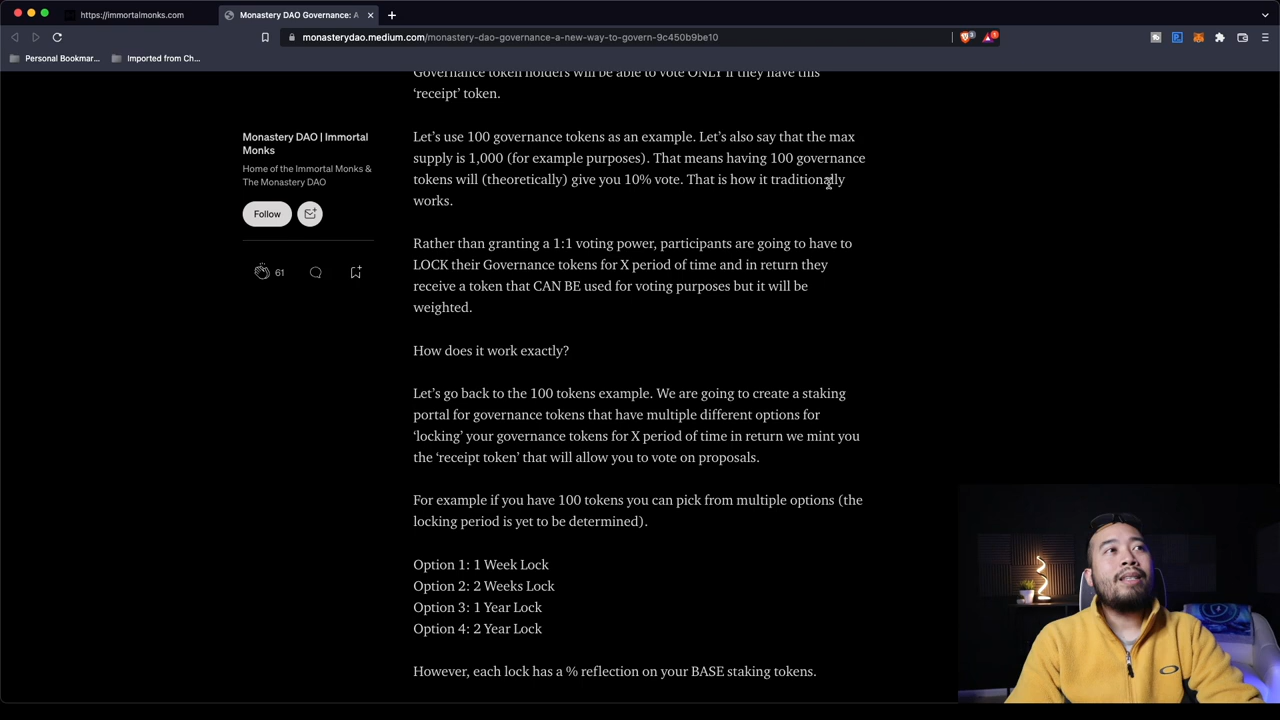 https://immortalmonks.com
Monastery DAO Governance: A
monasterydao.medium.com/monastery-dao-governance-a-new-way-to-govern-9c450b9be10
3
1
Personal Bookmar...
Imported from Ch...
Governance token holders will be able to vote ONLY if they have this
‘receipt’ token.
Monastery DAO | Immortal
Monks
Home of the Immortal Monks &
The Monastery DAO
Follow
61
Let’s use 100 governance tokens as an example. Let’s also say that the max
supply is 1,000 (for example purposes). That means having 100 governance
tokens will (theoretically) give you 10% vote. That is how it traditionally
works.
Rather than granting a 1:1 voting power, participants are going to have to
LOCK their Governance tokens for X period of time and in return they
receive a token that CAN BE used for voting purposes but it will be
weighted.
How does it work exactly?
Let’s go back to the 100 tokens example. We are going to create a staking
portal for governance tokens that have multiple different options for
‘locking’ your governance tokens for X period of time in return we mint you
the ‘receipt token’ that will allow you to vote on proposals.
For example if you have 100 tokens you can pick from multiple options (the
locking period is yet to be determined).
Option 1: 1 Week Lock
Option 2: 2 Weeks Lock
Option 3: 1 Year Lock
Option 4: 2 Year Lock
However, each lock has a % reflection on your BASE staking tokens.